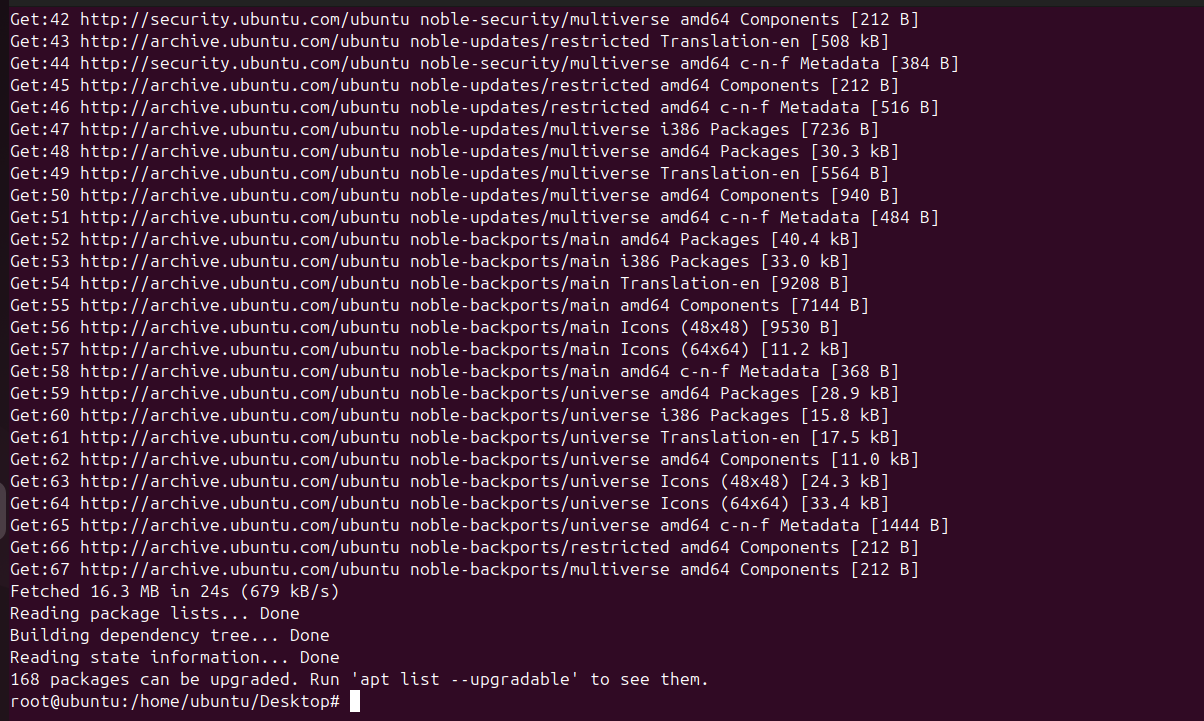 Get:42 http://security.ubuntu.com/ubuntu noble-security/multiverse amd64 Components [212 B]
Get:43 http://archive.ubuntu.com/ubuntu noble-updates/restricted Translation-en [508 kB]
Get:44 http://security.ubuntu.com/ubuntu noble-security/multiverse amd64 c-n-f Metadata [384 B]
Get:45 http://archive.ubuntu.com/ubuntu noble-updates/restricted amd64 Components [212 B]
Get:46 http://archive.ubuntu.com/ubuntu noble-updates/restricted amd64 c-n-f Metadata [516 B]
Get:47 http://archive.ubuntu.com/ubuntu noble-updates/multiverse i386 Packages [7236 B]
Get:48 http://archive.ubuntu.com/ubuntu noble-updates/multiverse amd64 Packages [30.3 kB]
Get:49 http://archive.ubuntu.com/ubuntu noble-updates/multiverse Translation-en [5564 B]
Get:50 http://archive.ubuntu.com/ubuntu noble-updates/multiverse amd64 Components [940 B]
Get:51 http://archive.ubuntu.com/ubuntu noble-updates/multiverse amd64 c-n-f Metadata [484 B]
Get:52 http://archive.ubuntu.com/ubuntu noble-backports/main amd64 Packages [40.4 kB]
Get:53 http://archive.ubuntu.com/ubuntu noble-backports/main i386 Packages [33.0 kB]
Get:54 http://archive.ubuntu.com/ubuntu noble-backports/main Translation-en [9208 B]
Get:55 http://archive.ubuntu.com/ubuntu noble-backports/main amd64 Components [7144 B]
Get:56 http://archive.ubuntu.com/ubuntu noble-backports/main Icons (48x48) [9530 B]
Get:57 http://archive.ubuntu.com/ubuntu noble-backports/main Icons (64x64) [11.2 kB]
Get:58 http://archive.ubuntu.com/ubuntu noble-backports/main amd64 c-n-f Metadata [368 B]
Get:59 http://archive.ubuntu.com/ubuntu noble-backports/universe amd64 Packages [28.9 kB]
Get:60 http://archive.ubuntu.com/ubuntu noble-backports/universe i386 Packages [15.8 kB]
Get:61 http://archive.ubuntu.com/ubuntu noble-backports/universe Translation-en [17.5 kB]
Get:62 http://archive.ubuntu.com/ubuntu noble-backports/universe amd64 Components [11.0 kB]
Get:63 http://archive.ubuntu.com/ubuntu noble-backports/universe Icons (48x48) [24.3 kB]
Get:64 http://archive.ubuntu.com/ubuntu noble-backports/universe Icons (64x64) [33.4 kB]
Get:65 http://archive.ubuntu.com/ubuntu noble-backports/universe amd64 c-n-f Metadata [1444 B]
Get:66 http://archive.ubuntu.com/ubuntu noble-backports/restricted amd64 Components [212 B]
Get:67 http://archive.ubuntu.com/ubuntu noble-backports/multiverse amd64 Components [212 B]
Fetched 16.3 MB in 24s (679 kB/s)
Reading package lists... Done
Building dependency tree... Done
Reading state information... Done
168 packages can be upgraded. Run 'apt list --upgradable' to see them.
root@ubuntu:/home/ubuntu/Desktop#